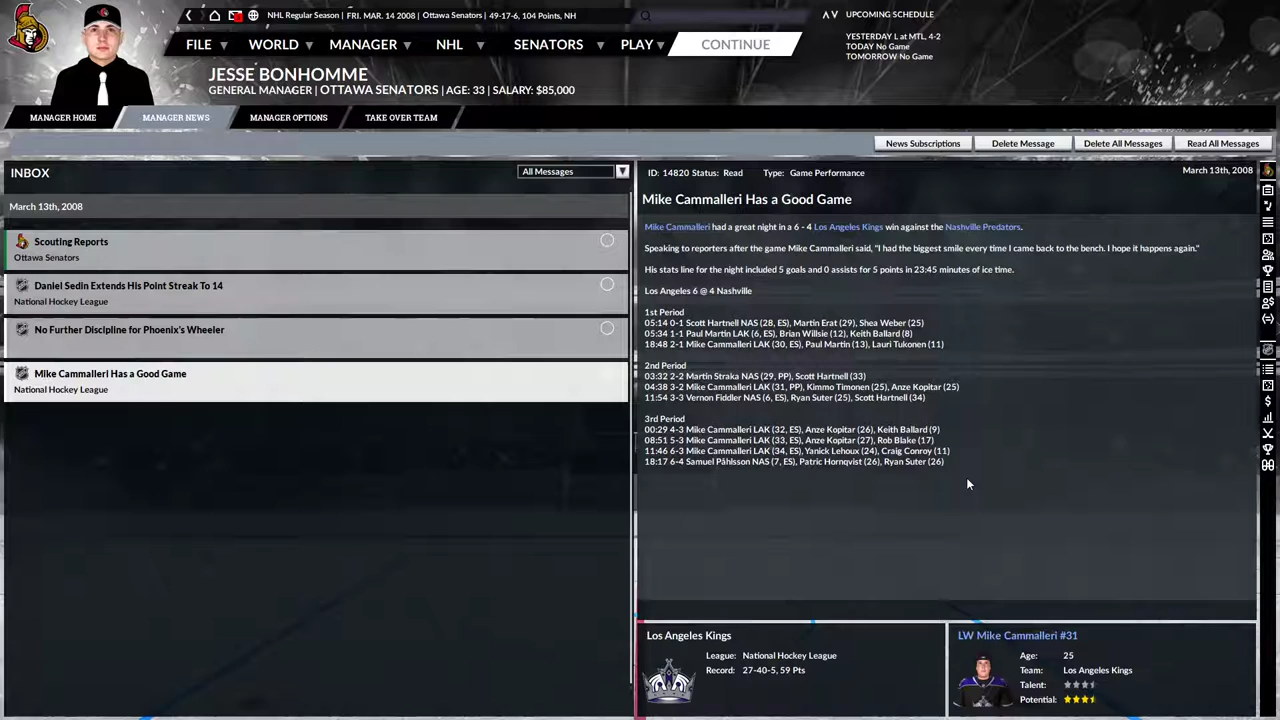 NHL Regular Season | FRI. MAR. 14 2008 | Ottawa Senators | 49-17-6, 104 Points, NH
UPCOMING SCHEDULE
YESTERDAY L at MTL, 4-2
TODAY No Game
TOMORROW No Game
FILE WORLD MANAGER NHL SENATORS PLAY CONTINUE
JESSE BONHOMME
GENERAL MANAGER | OTTAWA SENATORS | AGE: 33 | SALARY: $85,000
MANAGER HOME MANAGER NEWS MANAGER OPTIONS TAKE OVER TEAM
News Subscriptions Delete Message Delete All Messages Read All Messages
INBOX
All Messages
March 13th, 2008
Scouting Reports
Ottawa Senators
Daniel Sedin Extends His Point Streak To 14
National Hockey League
No Further Discipline for Phoenix's Wheeler
Mike Cammalleri Has a Good Game
National Hockey League
ID: 14820 Status: Read Type: Game Performance
March 13th, 2008
Mike Cammalleri Has a Good Game
Mike Cammalleri had a great night in a 6 - 4 Los Angeles Kings win against the Nashville Predators.
Speaking to reporters after the game Mike Cammalleri said, "I had the biggest smile every time I came back to the bench. I hope it happens again."
His stats line for the night included 5 goals and 0 assists for 5 points in 23:45 minutes of ice time.
Los Angeles 6 @ 4 Nashville
1st Period
05:14 0-1 Scott Hartnell NAS (28, ES), Martin Erat (29), Shea Weber (25)
05:34 1-1 Paul Martin LAK (6, ES), Brian Willsie (12), Keith Ballard (8)
18:48 2-1 Mike Cammalleri LAK (30, ES), Paul Martin (13), Lauri Tukonen (11)
2nd Period
03:32 2-2 Martin Straka NAS (29, PP), Scott Hartnell (33)
04:38 3-2 Mike Cammalleri LAK (31, PP), Kimmo Timonen (25), Anze Kopitar (25)
11:54 3-3 Vernon Fiddler NAS (6, ES), Ryan Suter (25), Scott Hartnell (34)
3rd Period
00:29 4-3 Mike Cammalleri LAK (32, ES), Anze Kopitar (26), Keith Ballard (9)
08:51 5-3 Mike Cammalleri LAK (33, ES), Anze Kopitar (27), Rob Blake (17)
11:46 6-3 Mike Cammalleri LAK (34, ES), Yanick Lehoux (24), Craig Conroy (11)
18:17 6-4 Samuel Påhlsson NAS (7, ES), Patric Hornqvist (26), Ryan Suter (26)
Los Angeles Kings
League: National Hockey League
Record: 27-40-5, 59 Pts
LW Mike Cammalleri #31
Age: 25
Team: Los Angeles Kings
Talent:
Potential: